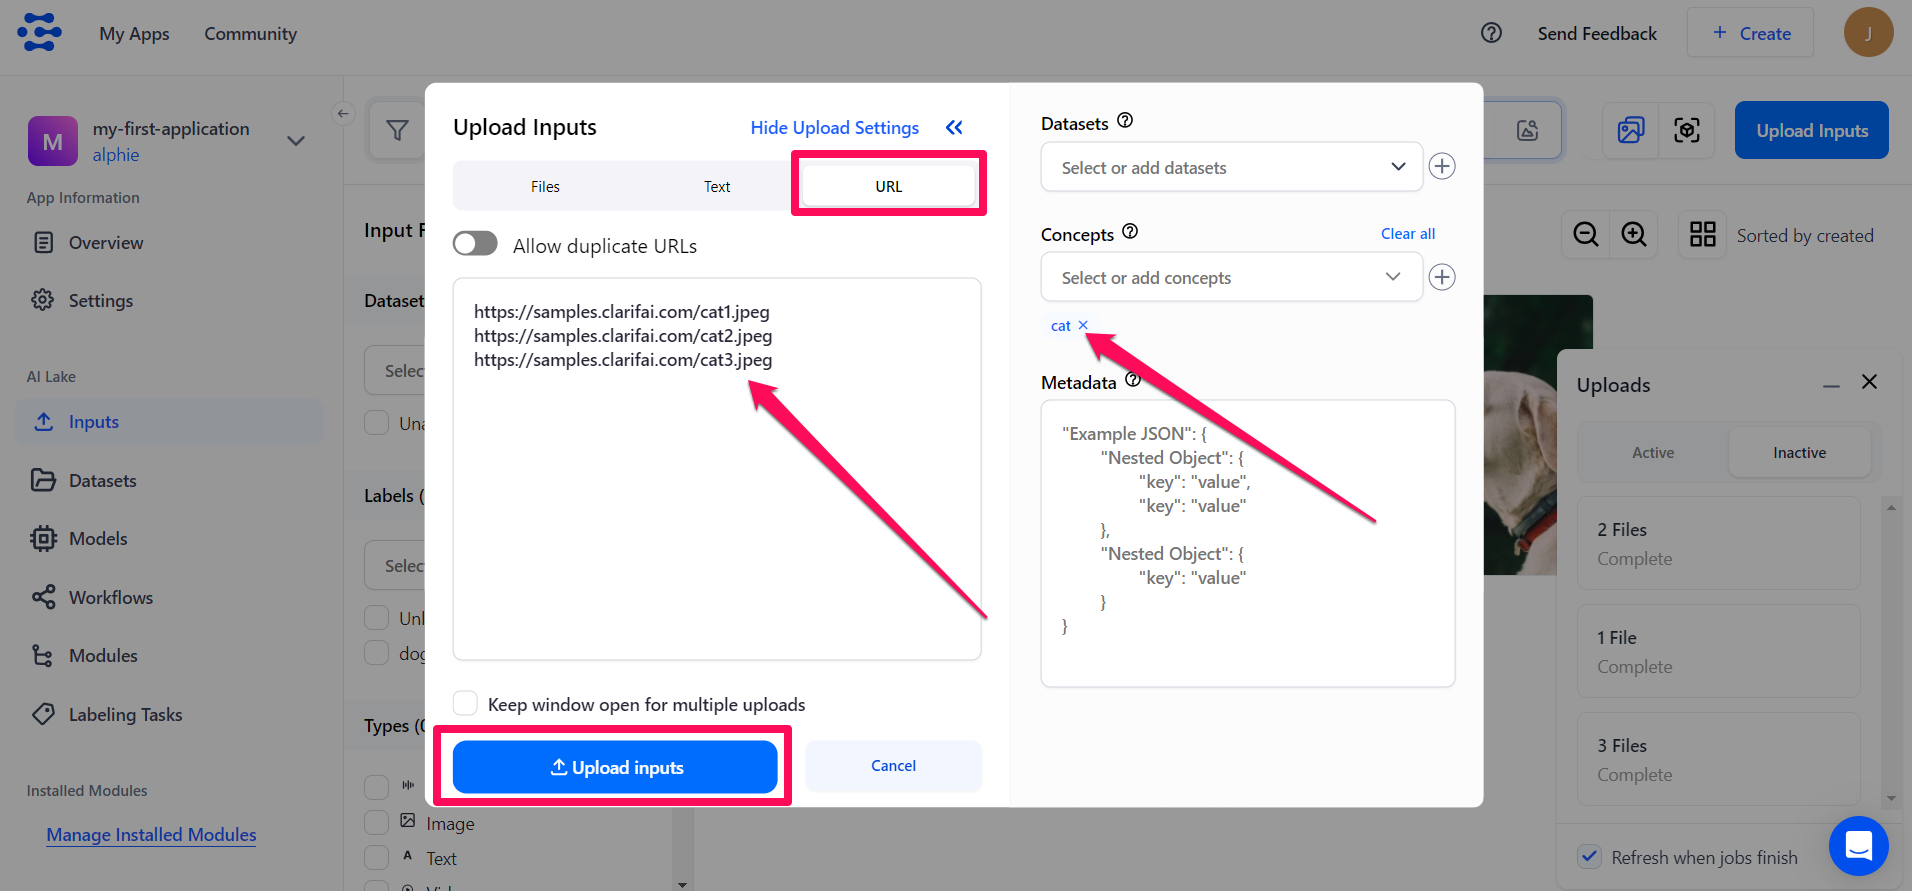 My Apps
Community
Send Feedback
+ Create
J
M
my-first-application
alphie
App Information
Overview
Settings
AI Lake
Inputs
Datasets
Models
Workflows
Modules
Labeling Tasks
Installed Modules
Manage Installed Modules
Input F
Dataset
Selec
Una
Labels (
Selec
Unl
dog
Types (
Image
A Text
Upload Inputs
Hide Upload Settings
Files
Text
URL
Allow duplicate URLs
https://samples.clarifai.com/cat1.jpeg
https://samples.clarifai.com/cat2.jpeg
https://samples.clarifai.com/cat3.jpeg
Keep window open for multiple uploads
Upload inputs
Cancel
Datasets
Select or add datasets
Concepts
Clear all
Select or add concepts
cat ×
Metadata
"Example JSON": {
"Nested Object": {
"key": "value",
"key": "value"
},
"Nested Object": {
"key": "value"
}
}
Upload Inputs
Sorted by created
Uploads
Active
Inactive
2 Files
Complete
1 File
Complete
3 Files
Complete
Refresh when jobs finish